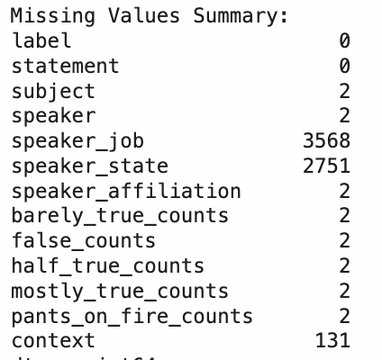 Missing Values Summary:
label 0
statement 0
subject 2
speaker 2
speaker_job 3568
speaker_state 2751
speaker_affiliation 2
barely_true_counts 2
false_counts 2
half_true_counts 2
mostly_true_counts 2
pants_on_fire_counts 2
context 131